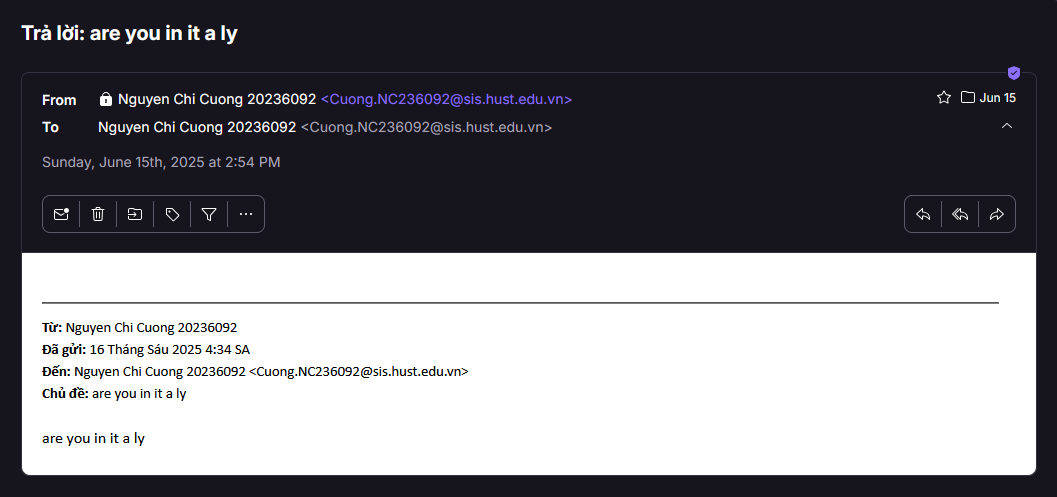 Trả lời: are you in it a ly
From Nguyen Chi Cuong 20236092 <Cuong.NC236092@sis.hust.edu.vn> Jun 15
To Nguyen Chi Cuong 20236092 <Cuong.NC236092@sis.hust.edu.vn>
Sunday, June 15th, 2025 at 2:54 PM
Từ: Nguyen Chi Cuong 20236092
Đã gửi: 16 Tháng Sáu 2025 4:34 SA
Đến: Nguyen Chi Cuong 20236092 <Cuong.NC236092@sis.hust.edu.vn>
Chủ đề: are you in it a ly
are you in it a ly